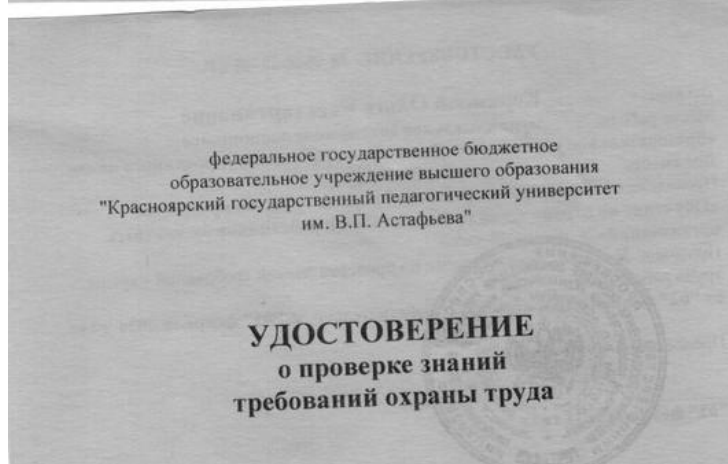 федеральное государственное бюджетное
образовательное учреждение высшего образования
"Красноярский государственный педагогический университет
им. В.П. Астафьева"
УДОСТОВЕРЕНИЕ
о проверке знаний
требований охраны труда